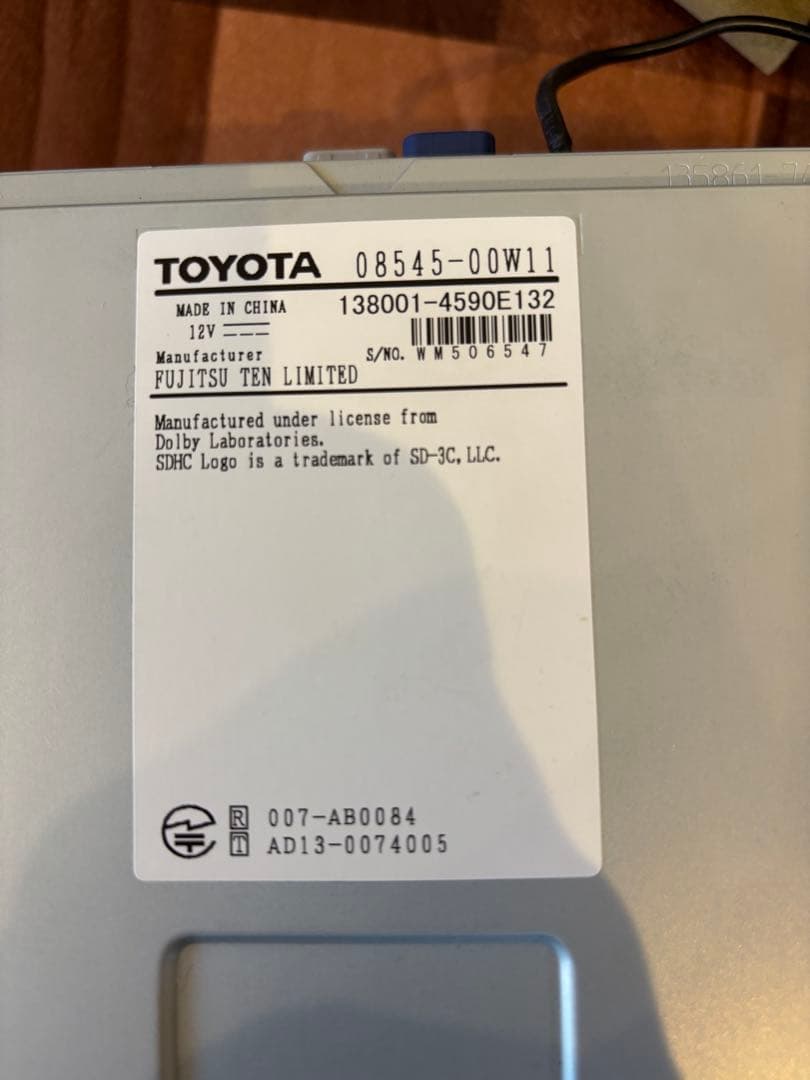 TOYOTA 08545-00W11
MADE IN CHINA 138001-4590E132
12V
Manufacturer S/NO. WM506547
FUJITSU TEN LIMITED
Manufactured under license from
Dolby Laboratories.
SDHC Logo is a trademark of SD-3C, LLC.
R 007-AB0084
T AD13-0074005